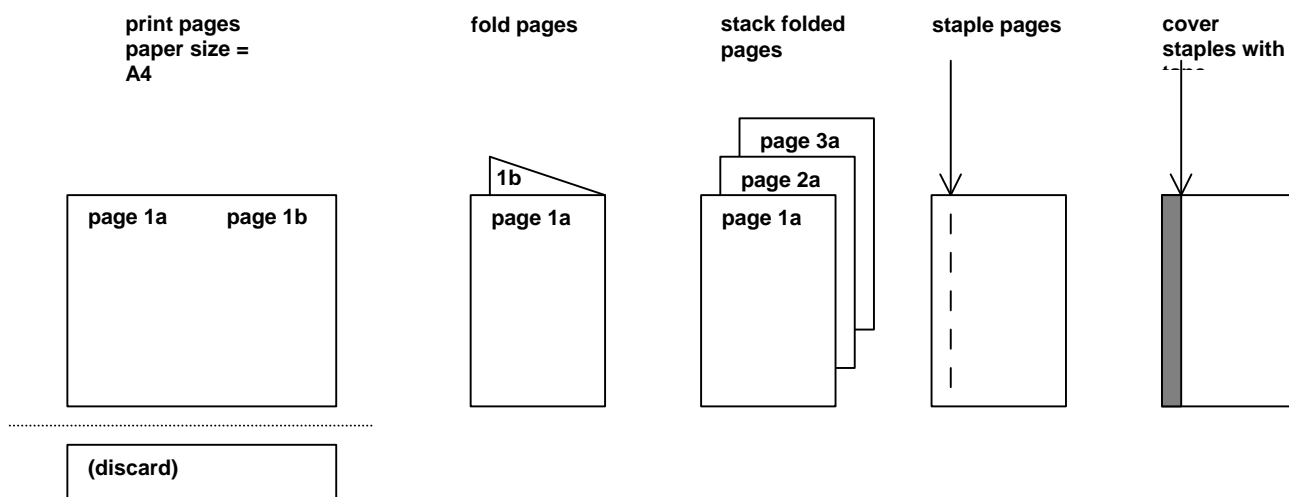 print pages
paper size =
A4
fold pages
stack folded
pages
staple pages
cover
staples with
page 1a page 1b
1b
page 1a
page 3a
page 2a
page 1a
(discard)